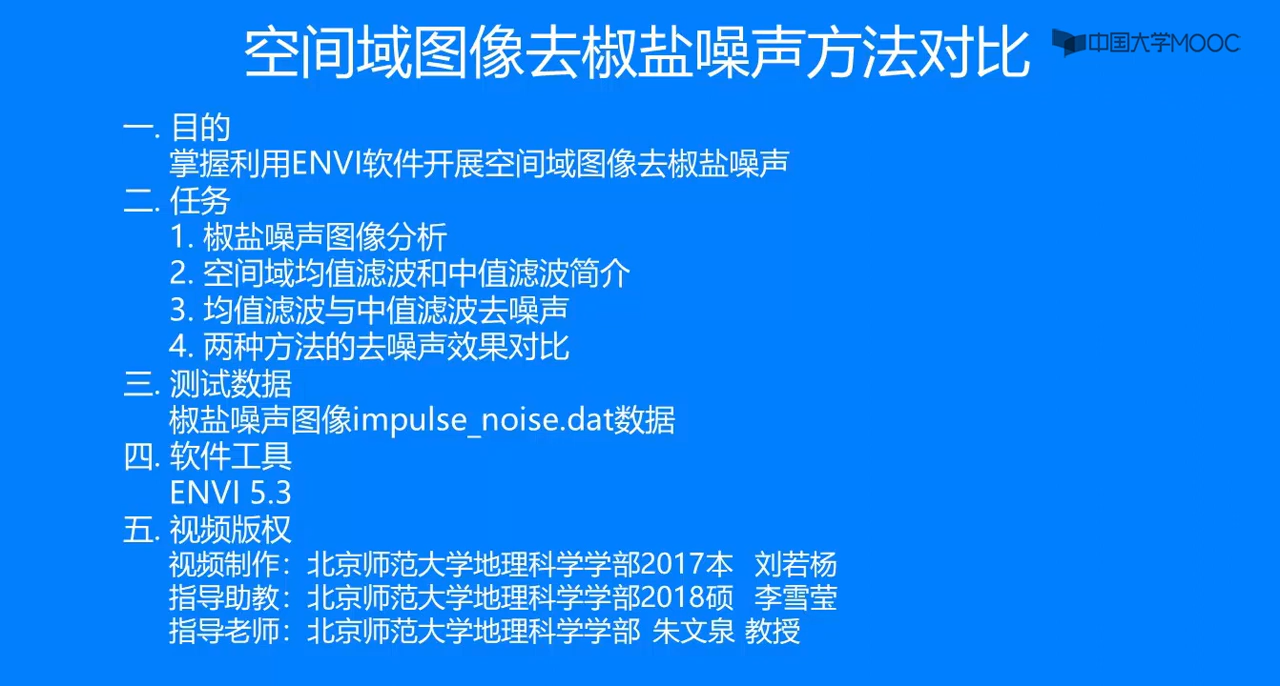 空间域图像去椒盐噪声方法对比
中国大学MOOC
一. 目的
掌握利用ENVI软件开展空间域图像去椒盐噪声
二. 任务
1. 椒盐噪声图像分析
2. 空间域均值滤波和中值滤波简介
3. 均值滤波与中值滤波去噪声
4. 两种方法的去噪声效果对比
三. 测试数据
椒盐噪声图像impulse_noise.dat数据
四. 软件工具
ENVI 5.3
五. 视频版权
视频制作：北京师范大学地理科学学部2017本 刘若杨
指导助教：北京师范大学地理科学学部2018硕 李雪莹
指导老师：北京师范大学地理科学学部 朱文泉 教授